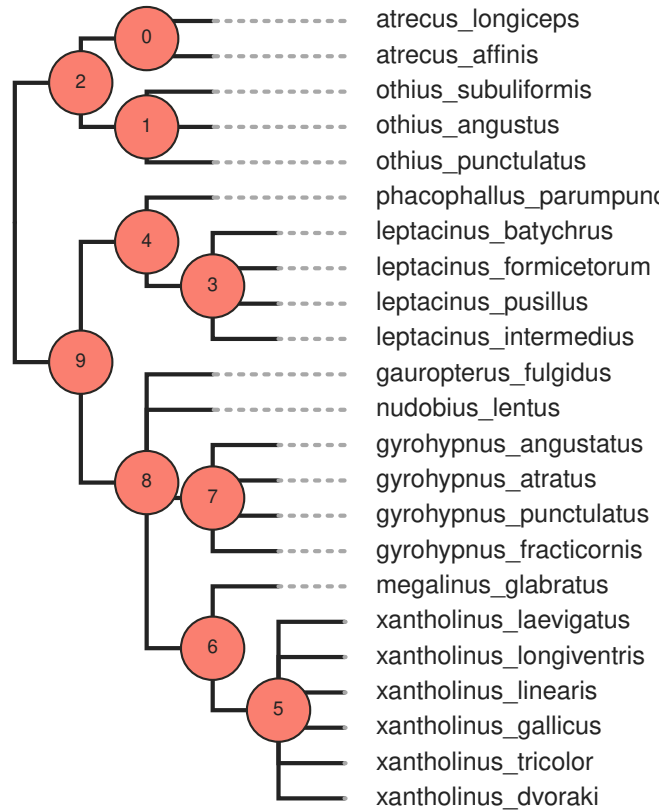 atrecus_longiceps
0
atrecus_affinis
2
othius_subuliformis
1
othius_angustus
othius_punctulatus
phacophallus_parumpunc
4
leptacinus_batychrus
leptacinus_formicetorum
3
leptacinus_pusillus
leptacinus_intermedius
9
gauropterus_fulgidus
nudobius_lentus
gyrohypnus_angustatus
8
gyrohypnus_atratus
7
gyrohypnus_punctulatus
gyrohypnus_fracticornis
megalinus_glabratus
xantholinus_laevigatus
6
xantholinus_longiventris
xantholinus_linearis
5
xantholinus_gallicus
xantholinus_tricolor
xantholinus_dvoraki